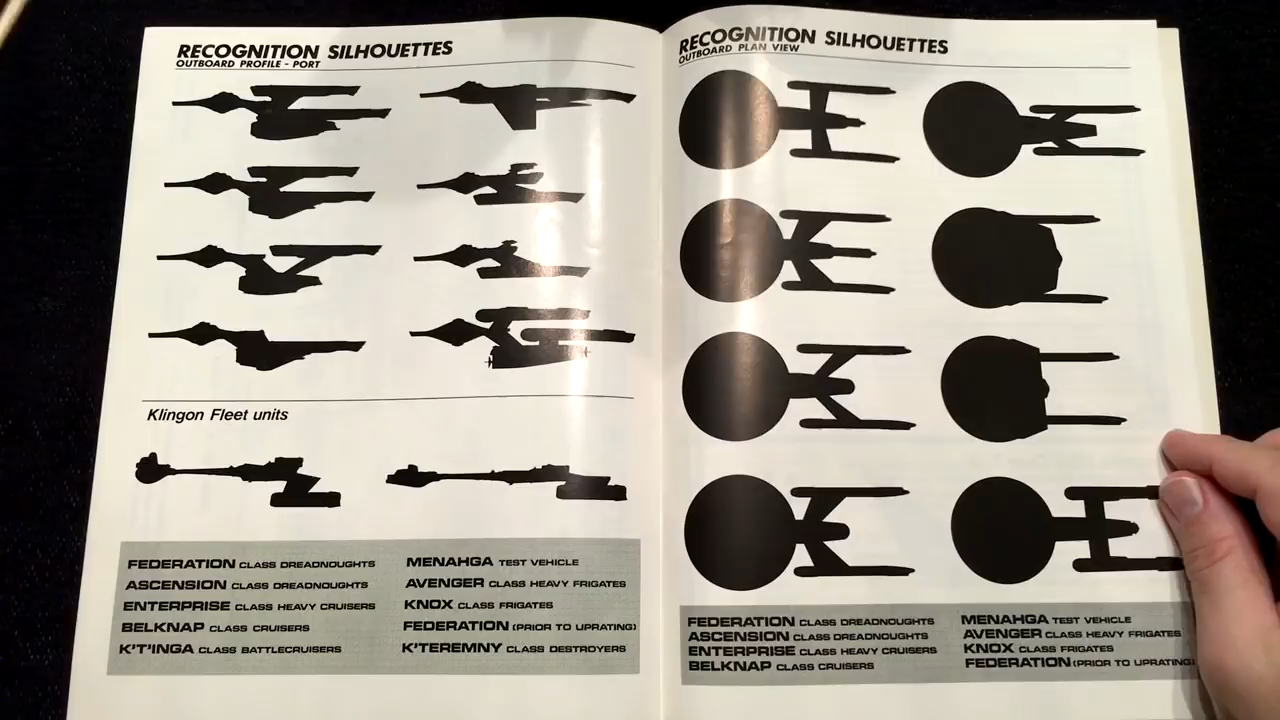 RECOGNITION SILHOUETTES
OUTBOARD PROFILE - PORT
Klingon Fleet units
FEDERATION CLASS DREADNOUGHTS
ASCENSION CLASS DREADNOUGHTS
ENTERPRISE CLASS HEAVY CRUISERS
BELKNAP CLASS CRUISERS
K'T'INGA CLASS BATTLECRUISERS
MENAHGA TEST VEHICLE
AVENGER CLASS HEAVY FRIGATES
KNOX CLASS FRIGATES
FEDERATION (PRIOR TO UPRATING)
K'TEREMNY CLASS DESTROYERS
RECOGNITION SILHOUETTES
OUTBOARD PLAN VIEW
FEDERATION CLASS DREADNOUGHTS
ASCENSION CLASS DREADNOUGHTS
ENTERPRISE CLASS HEAVY CRUISERS
BELKNAP CLASS CRUISERS
MENAHGA TEST VEHICLE
AVENGER CLASS HEAVY FRIGATES
KNOX CLASS FRIGATES
FEDERATION (PRIOR TO UPRATING)